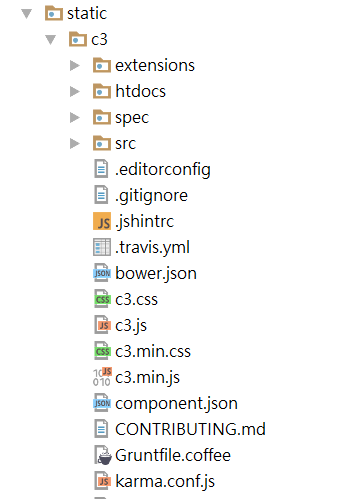 static
c3
extensions
htdocs
spec
src
.editorconfig
.gitignore
.jshintrc
.travis.yml
bower.json
c3.css
c3.js
c3.min.css
c3.min.js
component.json
CONTRIBUTING.md
Gruntfile.coffee
karma.conf.js